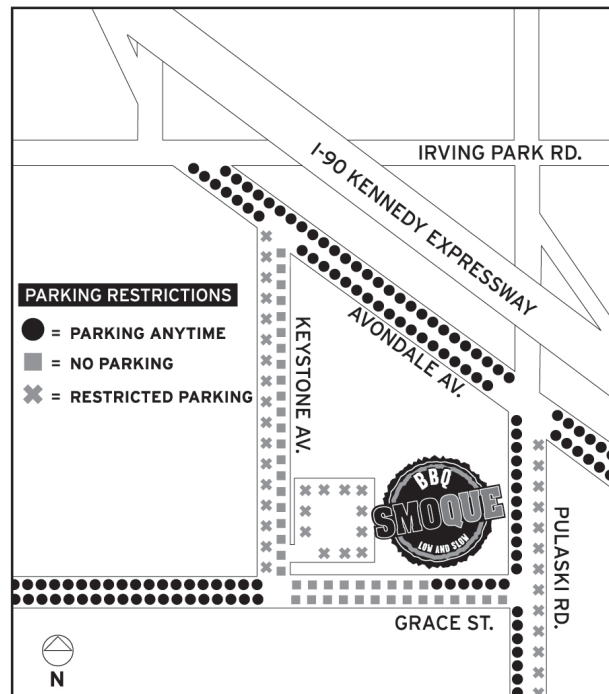 IRVING PARK RD.
I-90 KENNEDY EXPRESSWAY
PARKING RESTRICTIONS
= PARKING ANYTIME
= NO PARKING
= RESTRICTED PARKING
KEYSTONE AV.
AVONDALE AV.
BBQ
SMOQUE
LOW AND SLOW
PULASKI RD.
GRACE ST.
N